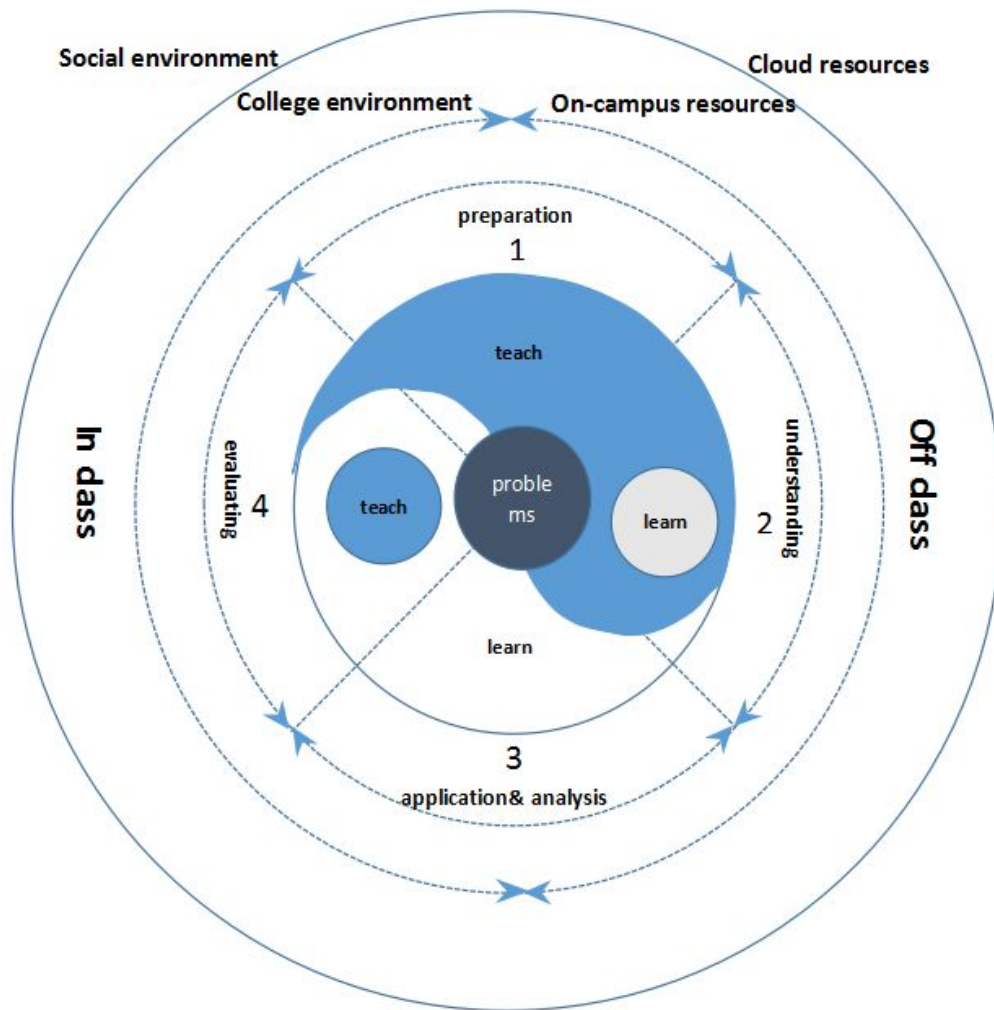 Social environment
Cloud resources
College environment
On-campus resources
preparation
1
teach
In dass
evaluating
4
teach
proble
ms
learn
2
understanding
Off dass
learn
3
application& analysis